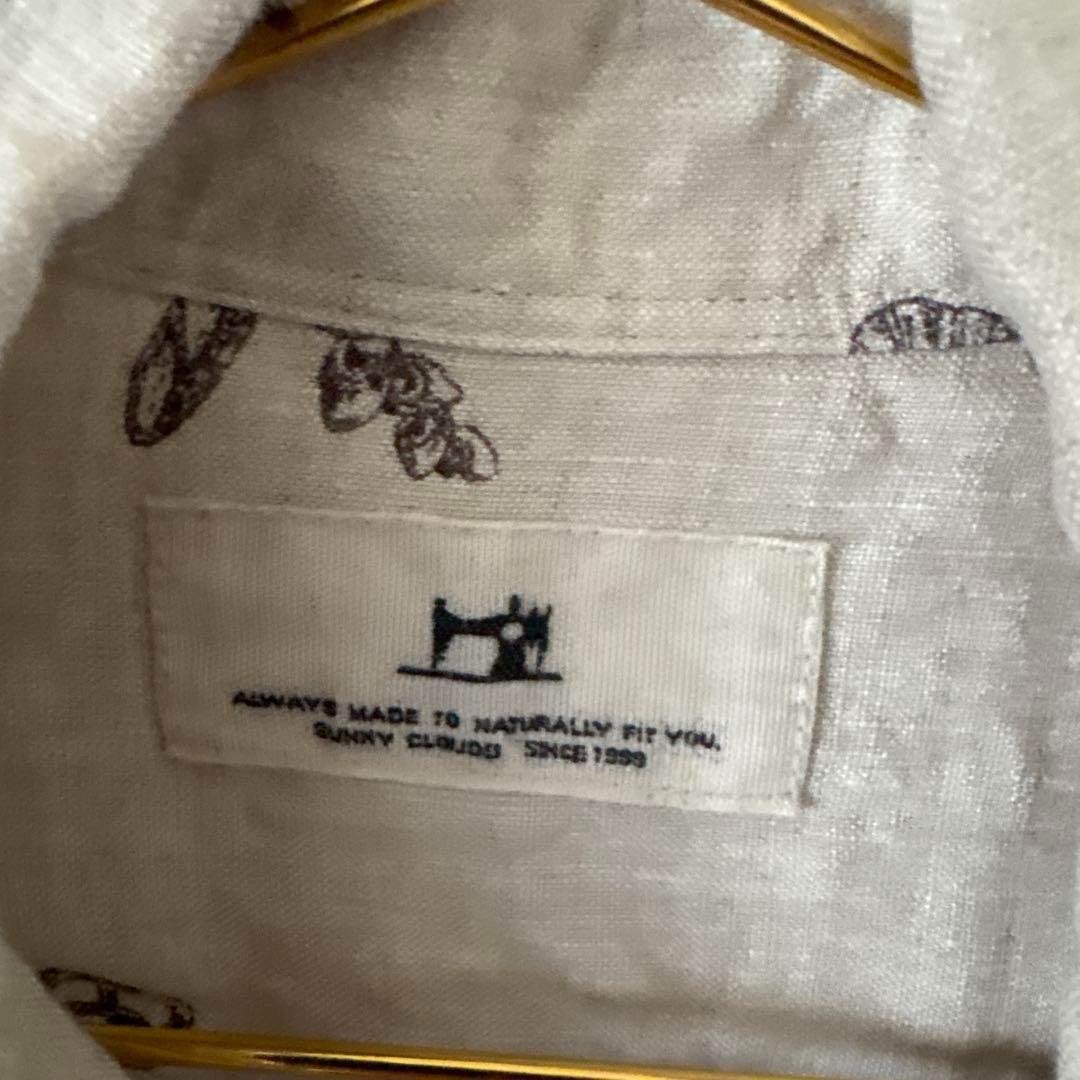 ALWAYS MADE TO NATURALLY FIT YOU.
SUNNY CLOUDS SINCE 1999